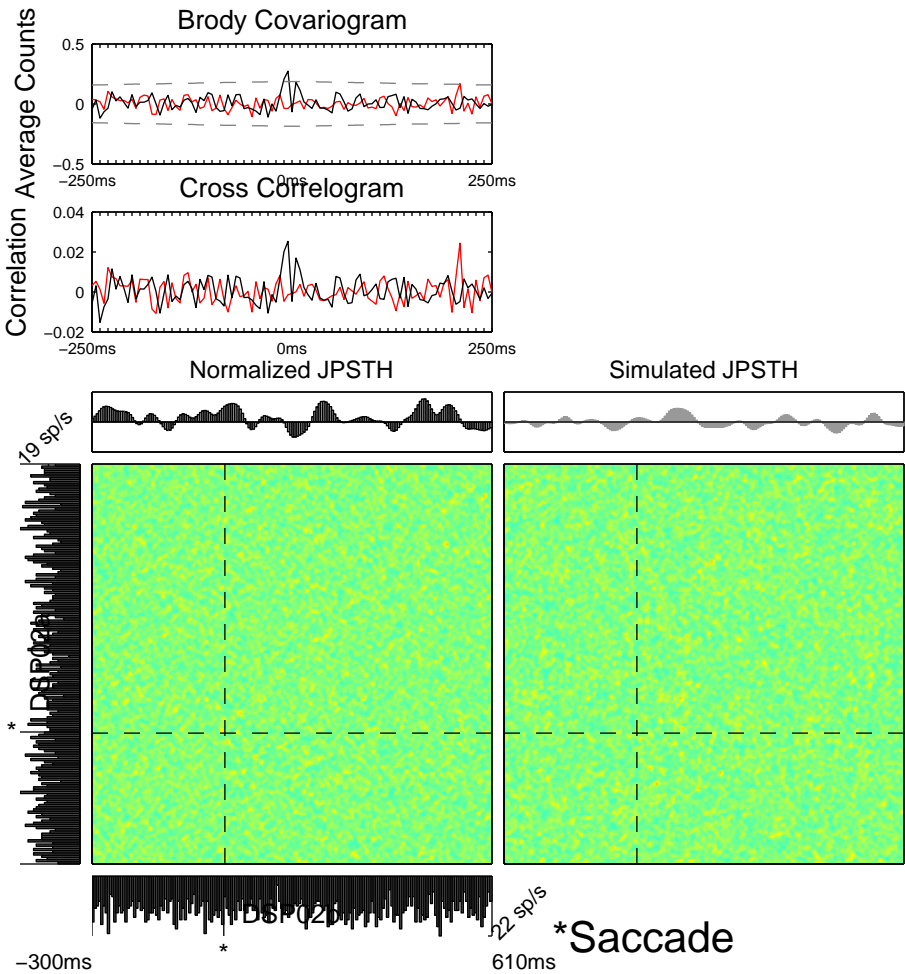 Brody Covariogram
Average Counts
0.5
0
−0.5
−250ms
0ms
250ms
Cross Correlogram
Correlation
0.04
0.02
0
−0.02
−250ms
0ms
250ms
Normalized JPSTH
Simulated JPSTH
19 sp/s
*
DSP02b
22 sp/s
*
*Saccade
−300ms
610ms